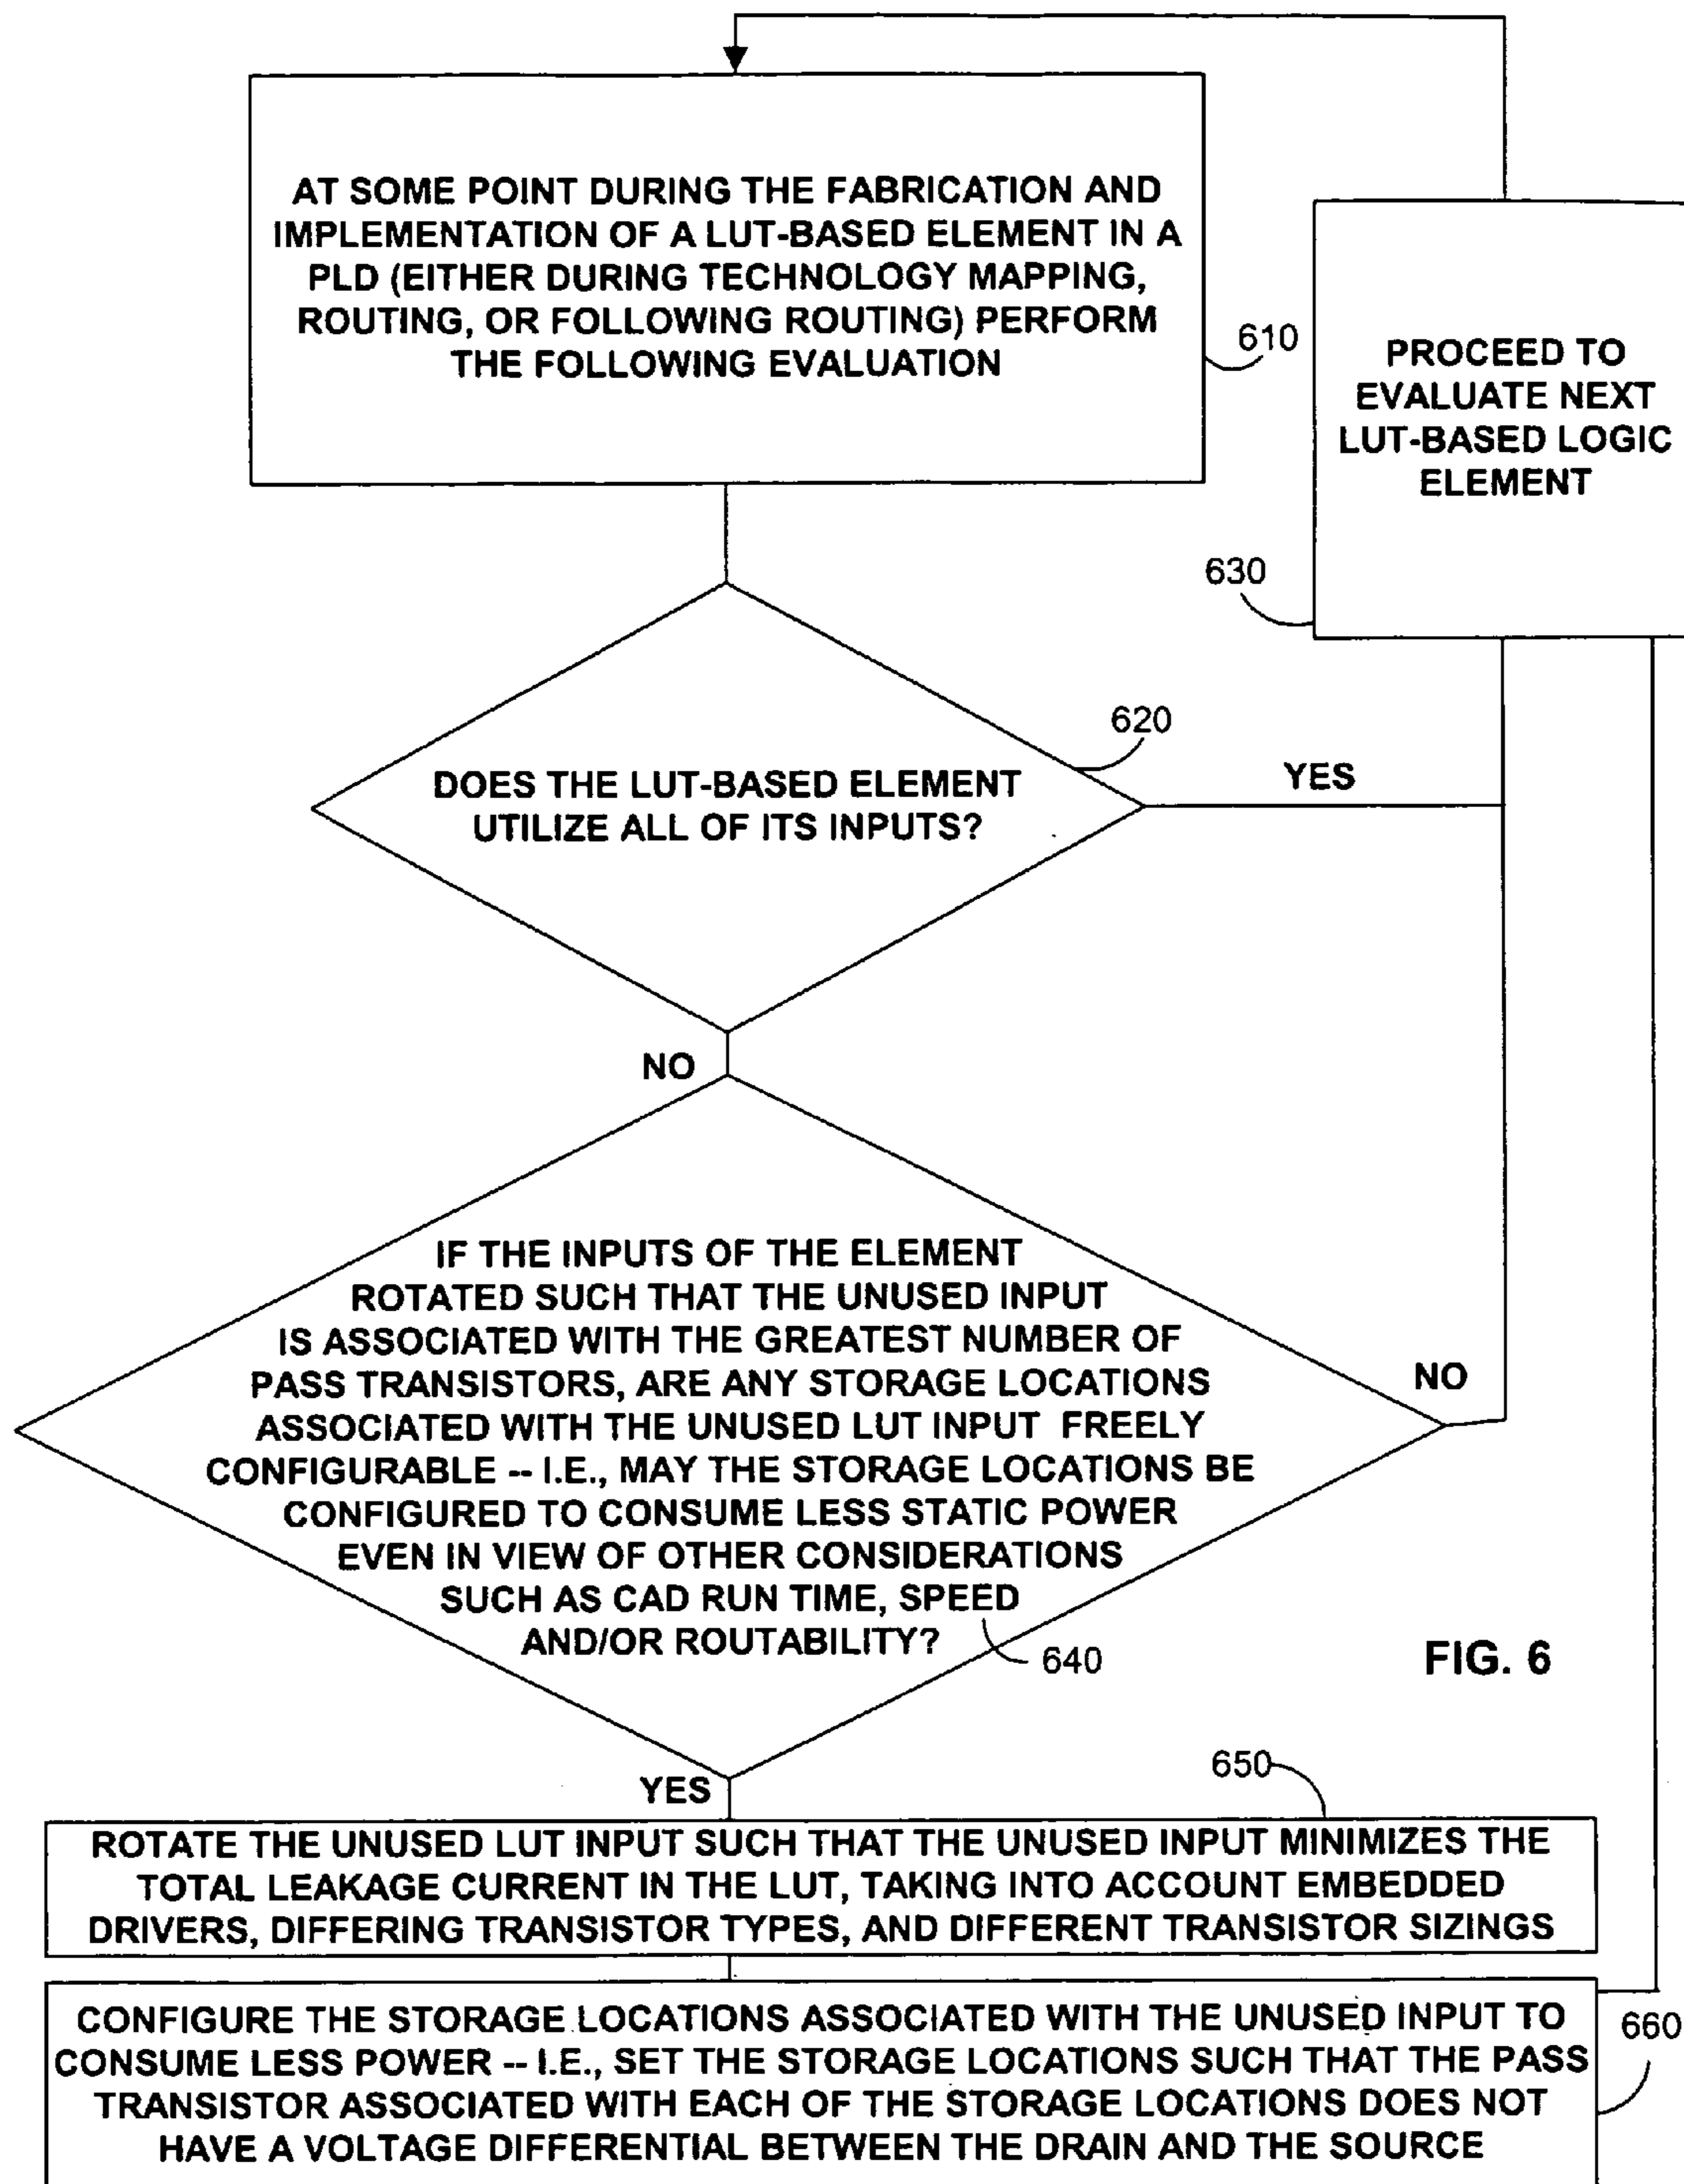 AT SOME POINT DURING THE FABRICATION AND
IMPLEMENTATION OF A LUT-BASED ELEMENT IN A
PLD (EITHER DURING TECHNOLOGY MAPPING,
ROUTING, OR FOLLOWING ROUTING) PERFORM
THE FOLLOWING EVALUATION
610
PROCEED TO
EVALUATE NEXT
LUT-BASED LOGIC
ELEMENT
630
620
DOES THE LUT-BASED ELEMENT
UTILIZE ALL OF ITS INPUTS?
YES
NO
IF THE INPUTS OF THE ELEMENT
ROTATED SUCH THAT THE UNUSED INPUT
IS ASSOCIATED WITH THE GREATEST NUMBER OF
PASS TRANSISTORS, ARE ANY STORAGE LOCATIONS
ASSOCIATED WITH THE UNUSED LUT INPUT FREELY
CONFIGURABLE -- I.E., MAY THE STORAGE LOCATIONS BE
CONFIGURED TO CONSUME LESS STATIC POWER
EVEN IN VIEW OF OTHER CONSIDERATIONS
SUCH AS CAD RUN TIME, SPEED
AND/OR ROUTABILITY?
NO
640
FIG. 6
YES
650
ROTATE THE UNUSED LUT INPUT SUCH THAT THE UNUSED INPUT MINIMIZES THE
TOTAL LEAKAGE CURRENT IN THE LUT, TAKING INTO ACCOUNT EMBEDDED
DRIVERS, DIFFERING TRANSISTOR TYPES, AND DIFFERENT TRANSISTOR SIZINGS
CONFIGURE THE STORAGE LOCATIONS ASSOCIATED WITH THE UNUSED INPUT TO
CONSUME LESS POWER -- I.E., SET THE STORAGE LOCATIONS SUCH THAT THE PASS
TRANSISTOR ASSOCIATED WITH EACH OF THE STORAGE LOCATIONS DOES NOT
HAVE A VOLTAGE DIFFERENTIAL BETWEEN THE DRAIN AND THE SOURCE
660